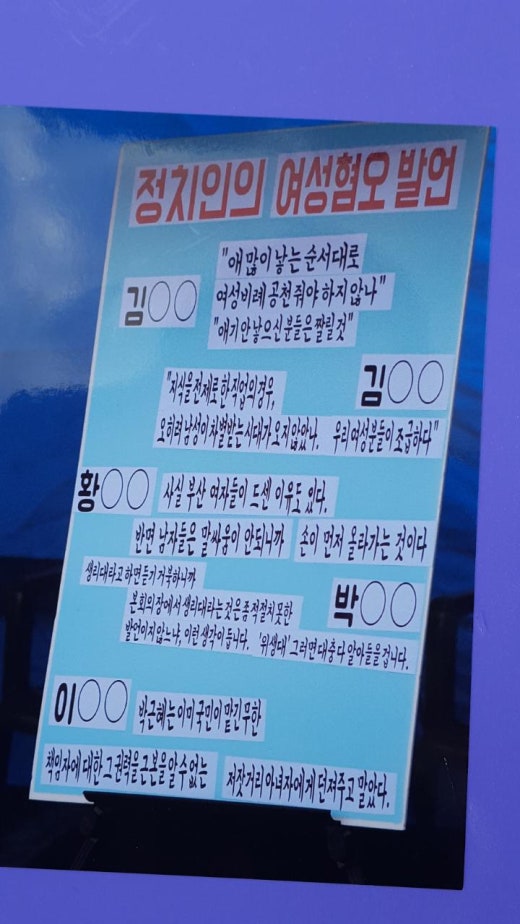 정치인의 여성혐오 발언
"애 많이 낳는 순서대로
김○○ 여성비례 공천 줘야 하지 않나"
"애기 안 낳으신 분들은 짤릴 것"
"지식을 전제로 한 직업의 경우, 김○○
오히려 남성이 차별받는 시대가 오지 않았나. 우리 여성분들이 조급하다"
황○○ 사실 부산 여자들이 드센 이유도 있다.
반면 남자들은 말싸움이 안되니까 손이 먼저 올라가는 것이다
생리대라고 하면 듣기 거북하니까
본회의장에서 생리대라는 것은 좀 적절치 못한 박○○
발언이지 않느냐, 이런 생각이 듭니다. '위생대' 그러면 대충 다 알아들을 겁니다.
이○○ 박근혜는 이미 국민이 맡긴 무한
책임자에 대한 그 권력을 근본을 알 수 없는 저잣거리 아녀자에게 던져주고 말았다.